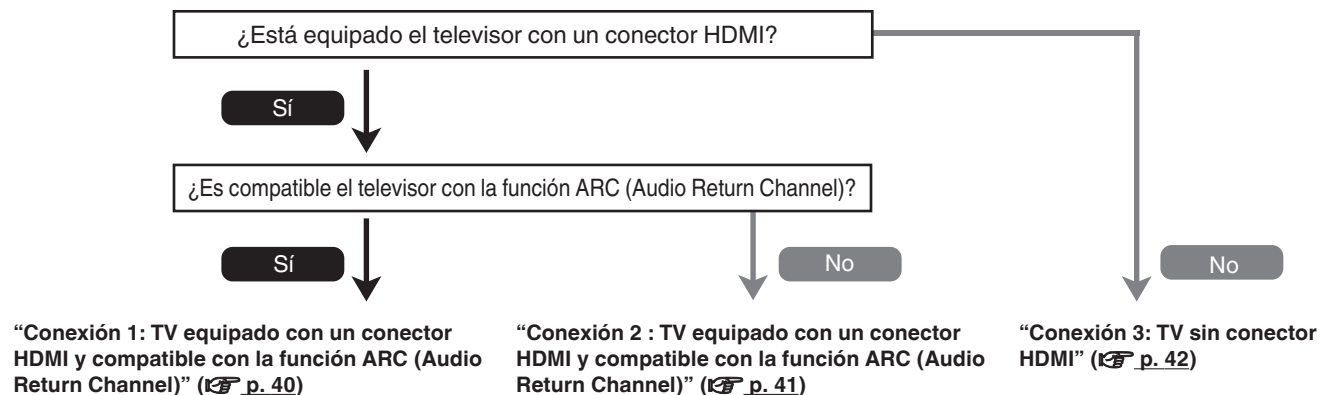 ¿Está equipado el televisor con un conector HDMI?
Sí
¿Es compatible el televisor con la función ARC (Audio Return Channel)?
Sí
No
No
“Conexión 1: TV equipado con un conector
HDMI y compatible con la función ARC (Audio
Return Channel)” (☞ p. 40)
“Conexión 2 : TV equipado con un conector
HDMI y compatible con la función ARC (Audio
Return Channel)” (☞ p. 41)
“Conexión 3: TV sin conector
HDMI” (☞ p. 42)